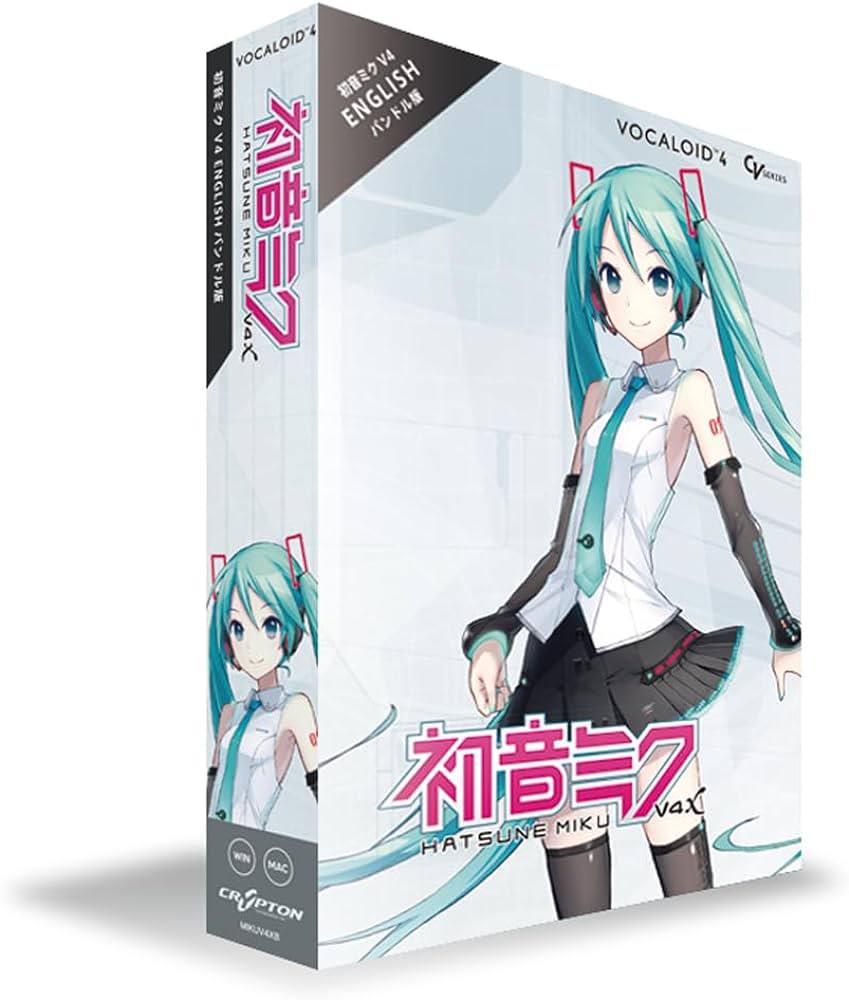 VOCALOID™4
初音ミク V4 ENGLISH バンドル版
初音ミク
HATSUNE MIKU
V4X
WIN
MAC
CRYPTON
MIKUV4XB
初音ミク V4
ENGLISH
バンドル版
VOCALOID™4
CV SERIES
01
初音ミク
V4X
HATSUNE MIKU